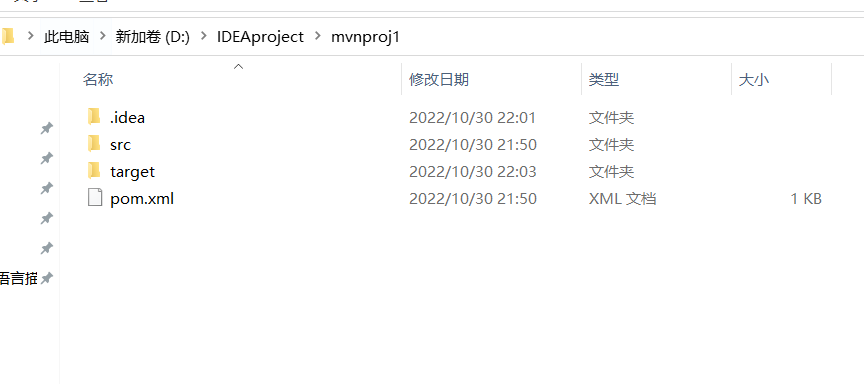 此电脑 新加卷 (D:) IDEAproject mvnproj1
名称 修改日期 类型 大小
.idea 2022/10/30 22:01 文件夹
src 2022/10/30 21:50 文件夹
target 2022/10/30 22:03 文件夹
pom.xml 2022/10/30 21:50 XML 文档 1 KB
语言描